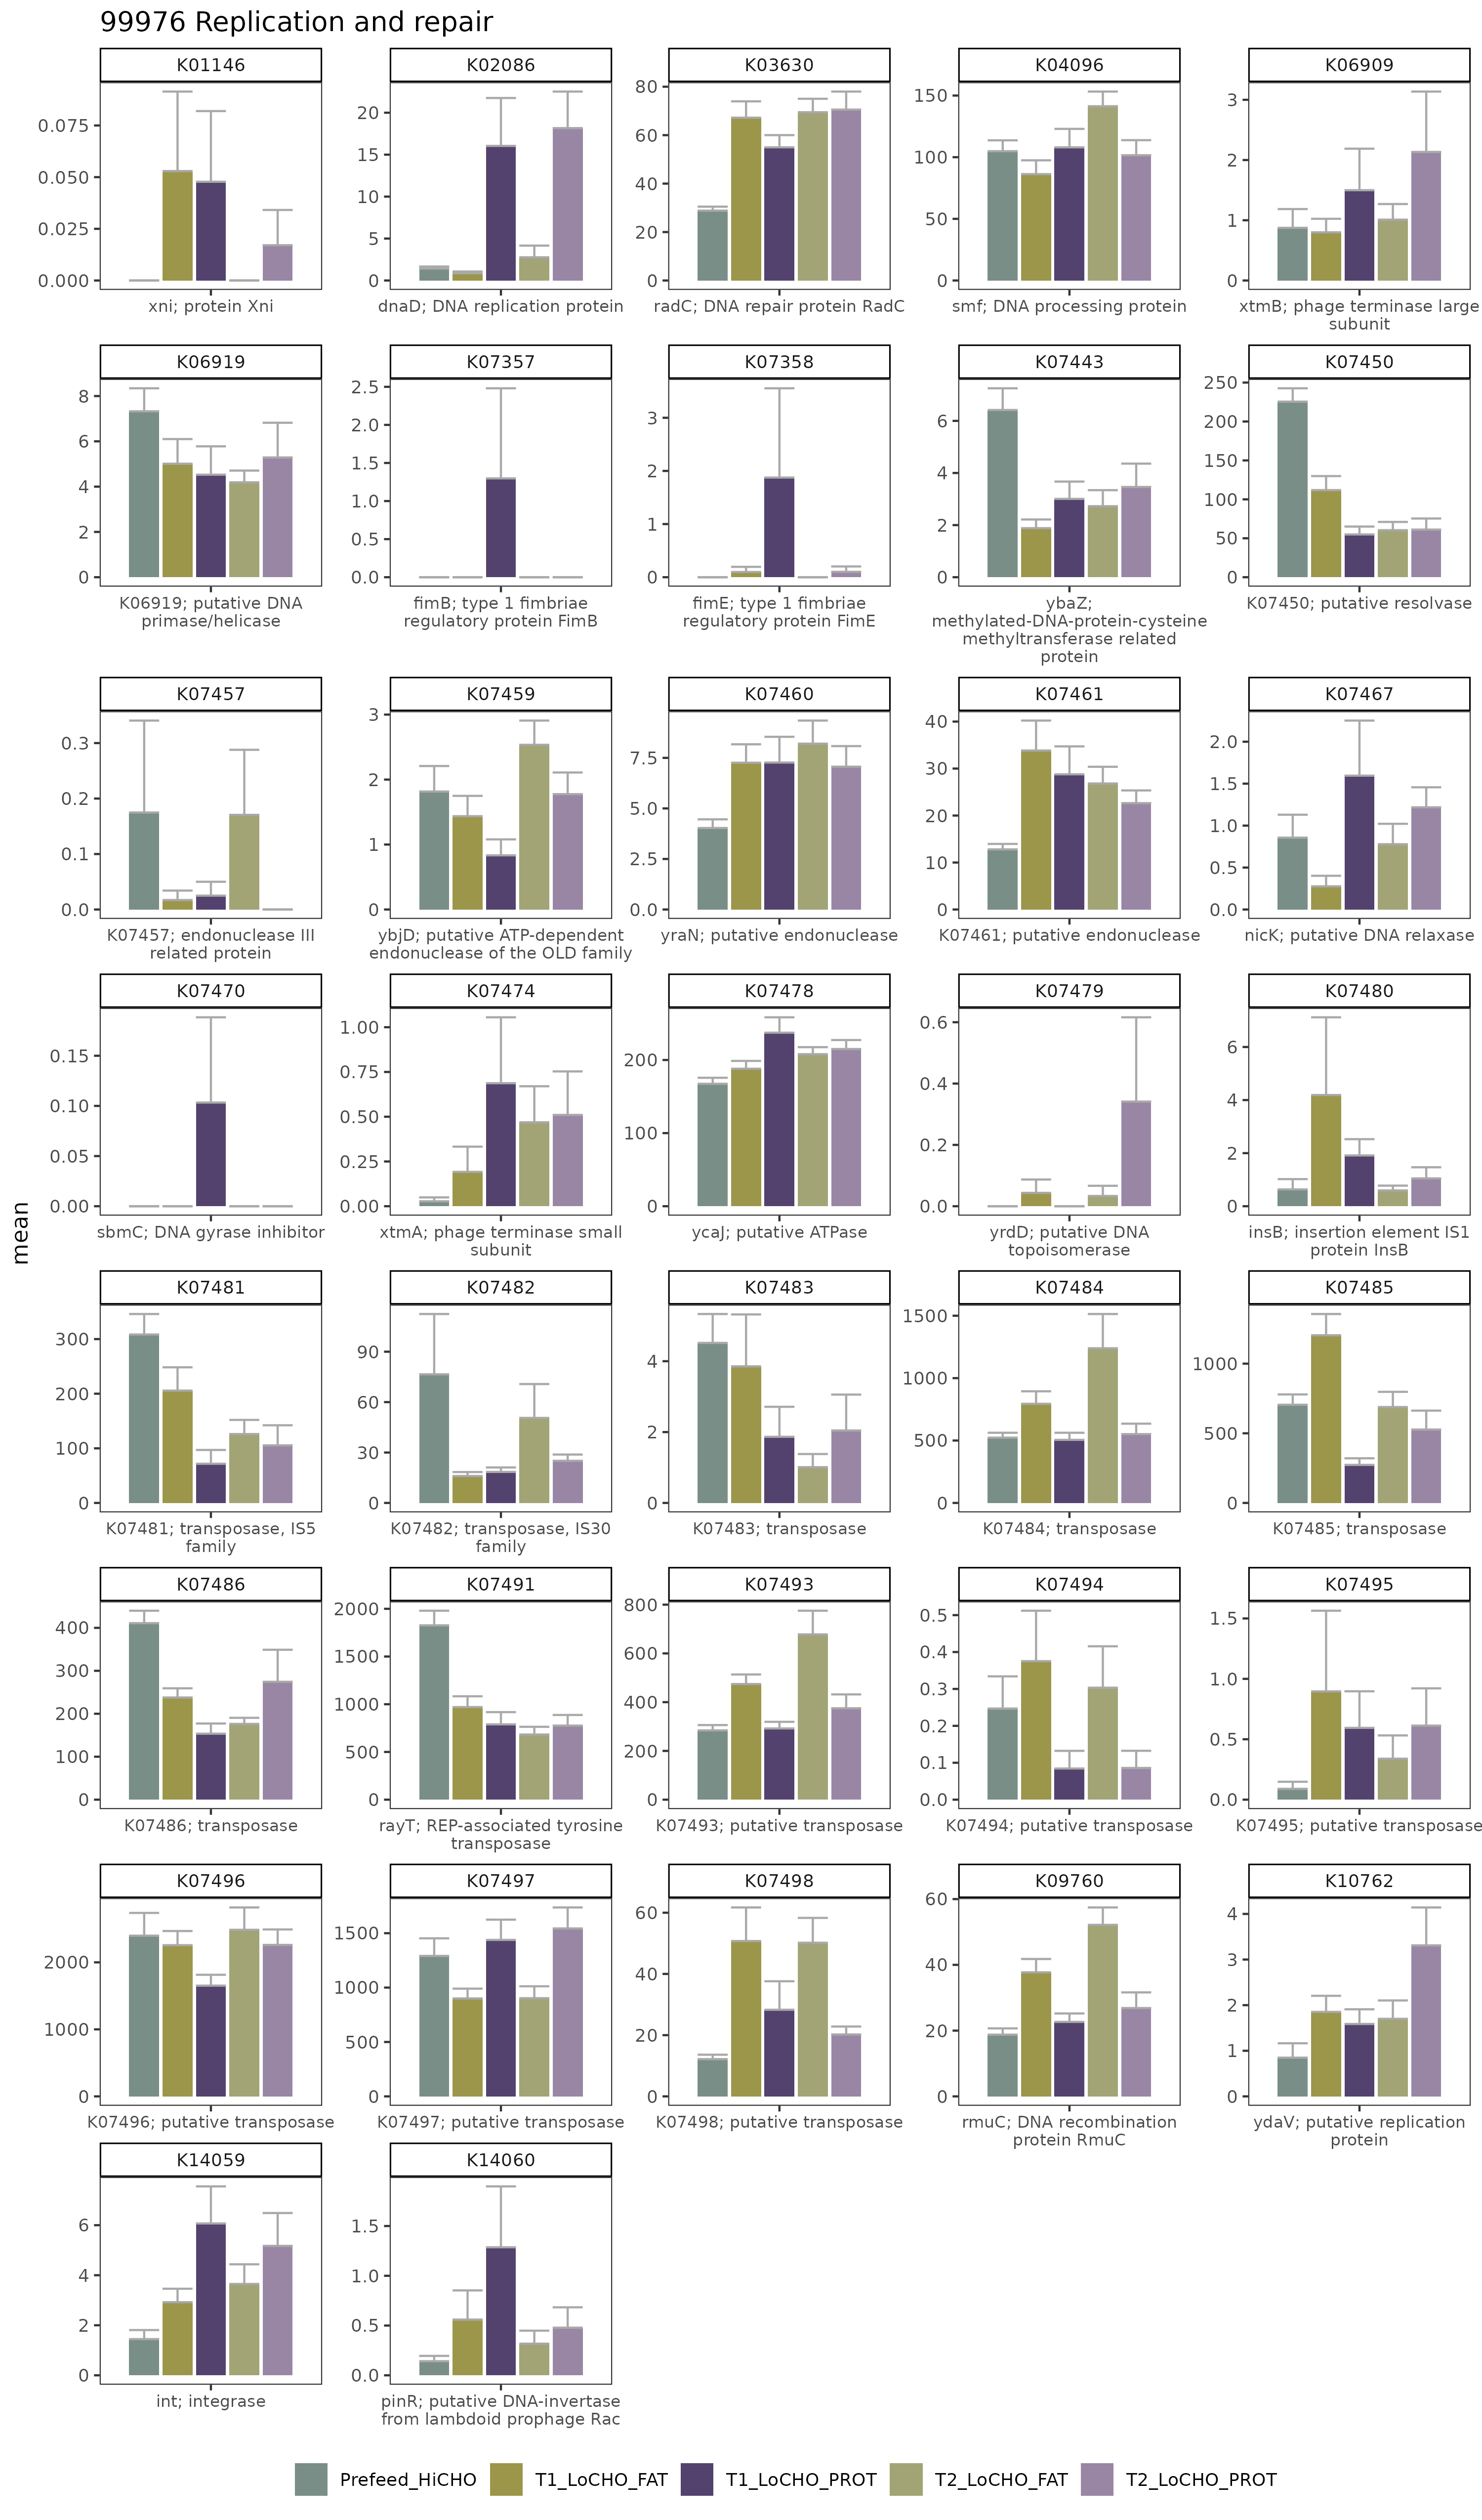 99976 Replication and repair
K01146 K02086 K03630 K04096 K06909
0.075
0.050
0.025
0.000
20
15
10
5
0
80
60
40
20
0
150
100
50
0
3
2
1
0
xni; protein Xni
dnaD; DNA replication protein
radC; DNA repair protein RadC
smf; DNA processing protein
xtmB; phage terminase large
subunit
K06919 K07357 K07358 K07443 K07450
8
6
4
2
0
2.5
2.0
1.5
1.0
0.5
0.0
3
2
1
0
6
4
2
0
250
200
150
100
50
0
K06919; putative DNA
primase/helicase
fimB; type 1 fimbriae
regulatory protein FimB
fimE; type 1 fimbriae
regulatory protein FimE
ybaZ;
methylated-DNA-protein-cysteine
methyltransferase related
protein
K07450; putative resolvase
K07457 K07459 K07460 K07461 K07467
0.3
0.2
0.1
0.0
3
2
1
0
7.5
5.0
2.5
0.0
40
30
20
10
0
2.0
1.5
1.0
0.5
0.0
K07457; endonuclease III
related protein
ybjD; putative ATP-dependent
endonuclease of the OLD family
yraN; putative endonuclease
K07461; putative endonuclease
nicK; putative DNA relaxase
K07470 K07474 K07478 K07479 K07480
0.15
0.10
0.05
0.00
1.00
0.75
0.50
0.25
0.00
200
100
0
0.6
0.4
0.2
0.0
6
4
2
0
sbmC; DNA gyrase inhibitor
xtmA; phage terminase small
subunit
ycaJ; putative ATPase
yrdD; putative DNA
topoisomerase
insB; insertion element IS1
protein InsB
mean
K07481 K07482 K07483 K07484 K07485
300
200
100
0
90
60
30
0
4
2
0
1500
1000
500
0
1000
500
0
K07481; transposase, IS5
family
K07482; transposase, IS30
family
K07483; transposase
K07484; transposase
K07485; transposase
K07486 K07491 K07493 K07494 K07495
400
300
200
100
0
2000
1500
1000
500
0
800
600
400
200
0
0.5
0.4
0.3
0.2
0.1
0.0
1.5
1.0
0.5
0.0
K07486; transposase
rayT; REP-associated tyrosine
transposase
K07493; putative transposase
K07494; putative transposase
K07495; putative transposase
K07496 K07497 K07498 K09760 K10762
2000
1000
0
1500
1000
500
0
60
40
20
0
60
40
20
0
4
3
2
1
0
K07496; putative transposase
K07497; putative transposase
K07498; putative transposase
rmuC; DNA recombination
protein RmuC
ydaV; putative replication
protein
K14059 K14060
6
4
2
0
1.5
1.0
0.5
0.0
int; integrase
pinR; putative DNA-invertase
from lambdoid prophage Rac
Prefeed_HiCHO T1_LoCHO_FAT T1_LoCHO_PROT T2_LoCHO_FAT T2_LoCHO_PROT